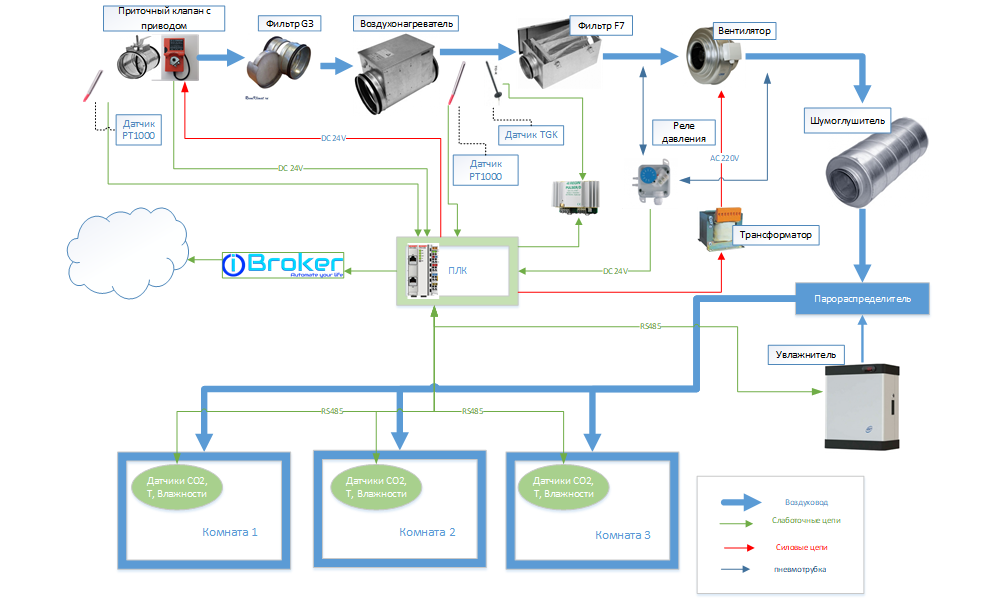 Приточный клапан с
приводом
Фильтр G3
Воздухонагреватель
Фильтр F7
Вентилятор
Датчик
PT1000
Датчик TGK
Датчик
PT1000
Реле
давления
Шумоглушитель
DC 24V
DC 24V
AC 220V
Трансформатор
iBroker
Automate your life
ПЛК
DC 24V
Парораспределитель
RS485
Увлажнитель
RS485
RS485
Датчики CO2,
T, Влажности
Датчики CO2,
T, Влажности
Датчики CO2,
T, Влажности
Комната 1
Комната 2
Комната 3
Воздуховод
Слаботочные цепи
Силовые цепи
пневмотрубка